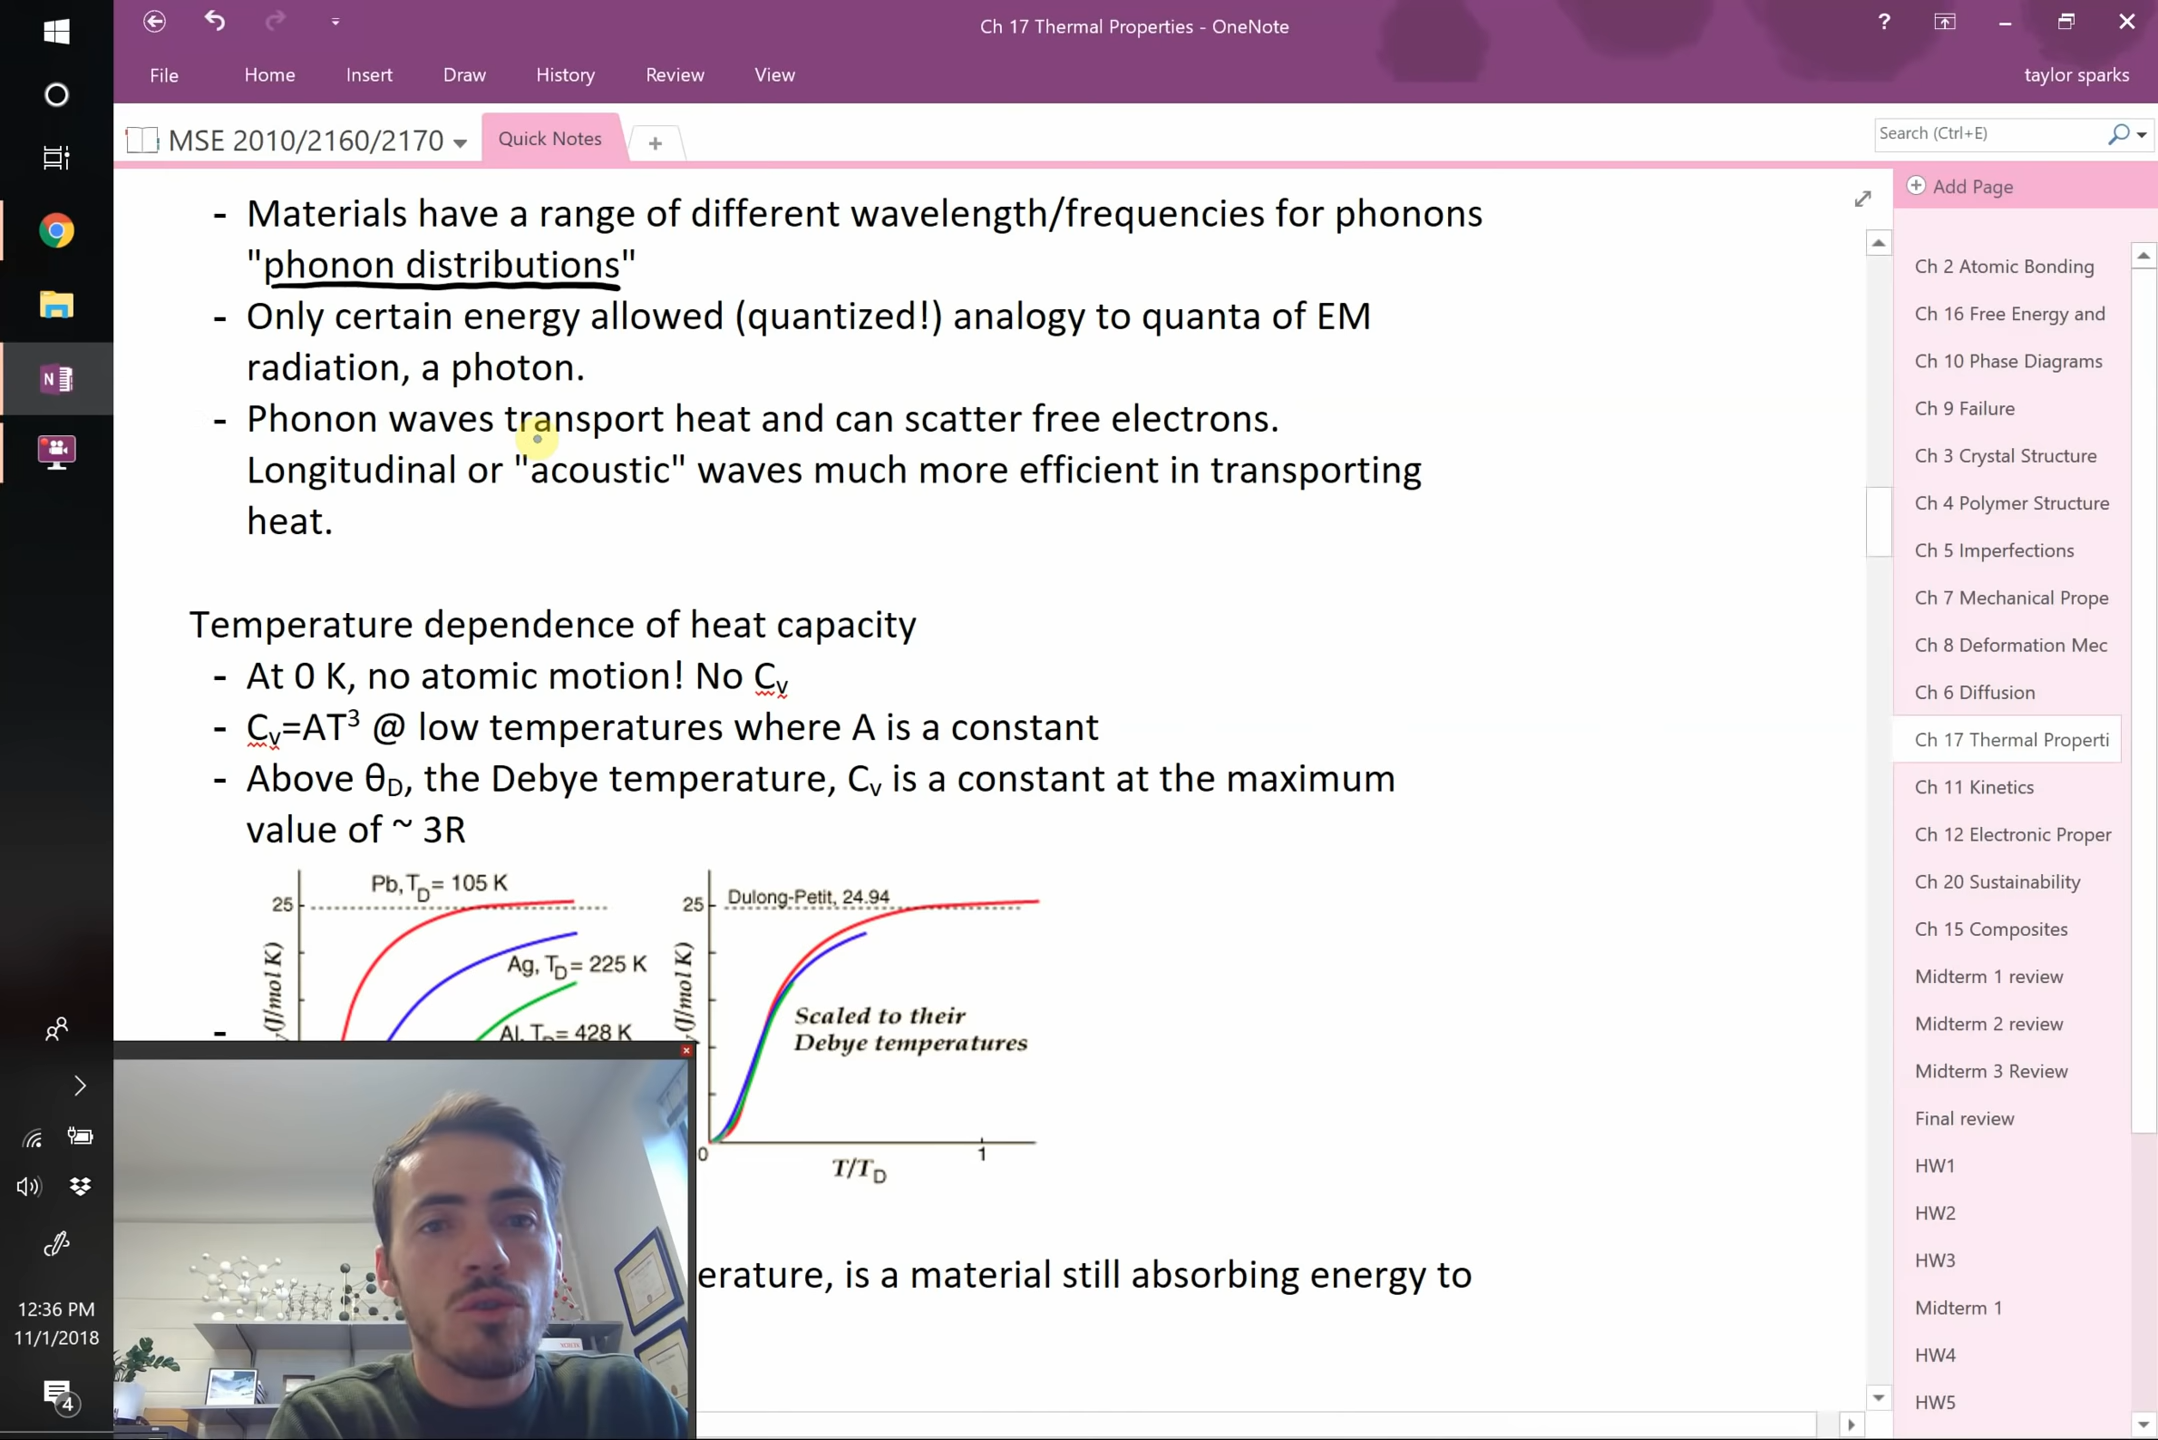 Ch 17 Thermal Properties - OneNote
?
File Home Insert Draw History Review View
taylor sparks
MSE 2010/2160/2170
Quick Notes
+
Search (Ctrl+E)
- Materials have a range of different wavelength/frequencies for phonons
"phonon distributions"
- Only certain energy allowed (quantized!) analogy to quanta of EM
radiation, a photon.
- Phonon waves transport heat and can scatter free electrons.
Longitudinal or "acoustic" waves much more efficient in transporting
heat.
Temperature dependence of heat capacity
- At 0 K, no atomic motion! No Cv
- Cv=AT³ @ low temperatures where A is a constant
- Above θD, the Debye temperature, Cv is a constant at the maximum
value of ~ 3R
-
25
(J/mol K)
Pb, TD= 105 K
Ag, TD= 225 K
Al, TD= 428 K
25
(J/mol K)
Dulong-Petit, 24.94
Scaled to their
Debye temperatures
0
1
T/TD
erature, is a material still absorbing energy to
Add Page
Ch 2 Atomic Bonding
Ch 16 Free Energy and
Ch 10 Phase Diagrams
Ch 9 Failure
Ch 3 Crystal Structure
Ch 4 Polymer Structure
Ch 5 Imperfections
Ch 7 Mechanical Prope
Ch 8 Deformation Mec
Ch 6 Diffusion
Ch 17 Thermal Properti
Ch 11 Kinetics
Ch 12 Electronic Proper
Ch 20 Sustainability
Ch 15 Composites
Midterm 1 review
Midterm 2 review
Midterm 3 Review
Final review
HW1
HW2
HW3
Midterm 1
HW4
HW5
N
12:36 PM
11/1/2018
4